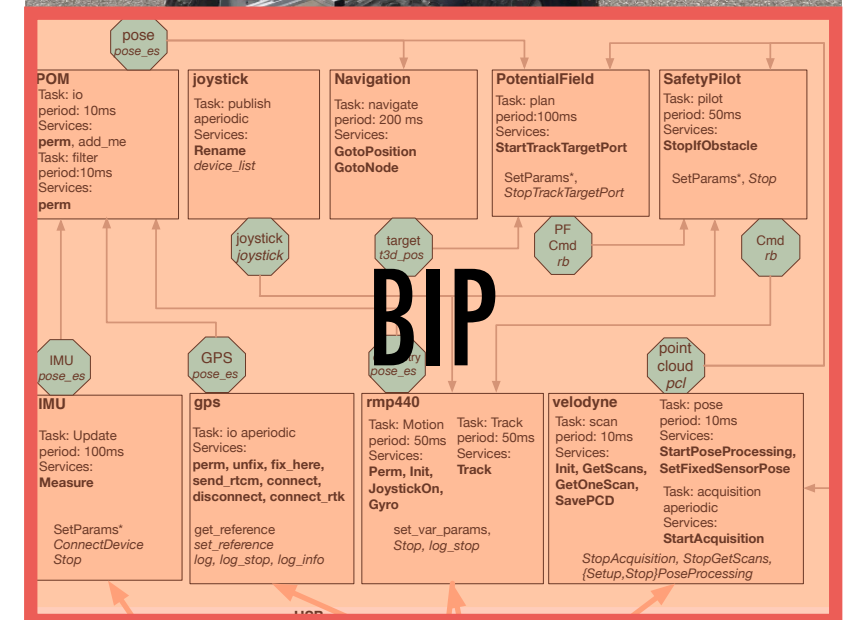 pose
pose_es
POM
Task: io
period: 10ms
Services:
perm, add_me
Task: filter
period:10ms
Services:
perm
joystick
Task: publish
aperiodic
Services:
Rename
device_list
Navigation
Task: navigate
period: 200 ms
Services:
GotoPosition
GotoNode
PotentialField
Task: plan
period:100ms
Services:
StartTrackTargetPort
SetParams*,
StopTrackTargetPort
SafetyPilot
Task: pilot
period: 50ms
Services:
StopIfObstacle
SetParams*, Stop
joystick
joystick
target
t3d_pos
PF
Cmd
rb
Cmd
rb
BIP
IMU
pose_es
GPS
pose_es
pose_es
point
cloud
pcl
IMU
Task: Update
period: 100ms
Services:
Measure
SetParams*
ConnectDevice
Stop
gps
Task: io aperiodic
Services:
perm, unfix, fix_here,
send_rtcm, connect,
disconnect, connect_rtk
get_reference
set_reference
log, log_stop, log_info
rmp440
Task: Motion
period: 50ms
Services:
Perm, Init,
JoystickOn,
Gyro
Task: Track
period: 50ms
Services:
Track
set_var_params,
Stop, log_stop
velodyne
Task: scan
period: 10ms
Services:
Init, GetScans,
GetOneScan,
SavePCD
Task: pose
period: 10ms
Services:
StartPoseProcessing,
SetFixedSensorPose
Task: acquisition
aperiodic
Services:
StartAcquisition
StopAcquisition, StopGetScans,
{Setup,Stop}PoseProcessing